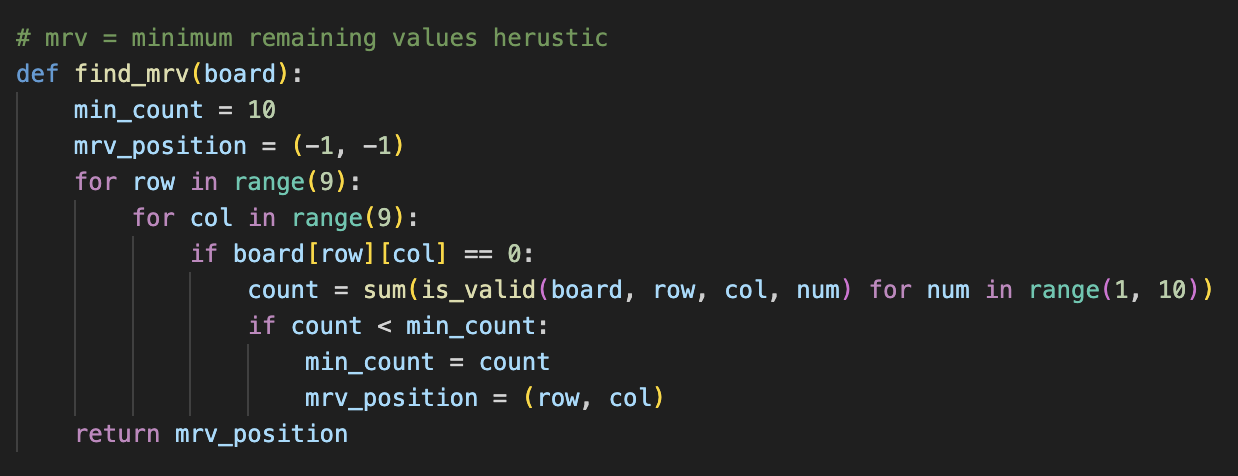 # mrv = minimum remaining values herustic
def find_mrv(board):
    min_count = 10
    mrv_position = (-1, -1)
    for row in range(9):
        for col in range(9):
            if board[row][col] == 0:
                count = sum(is_valid(board, row, col, num) for num in range(1, 10))
                if count < min_count:
                    min_count = count
                    mrv_position = (row, col)
    return mrv_position